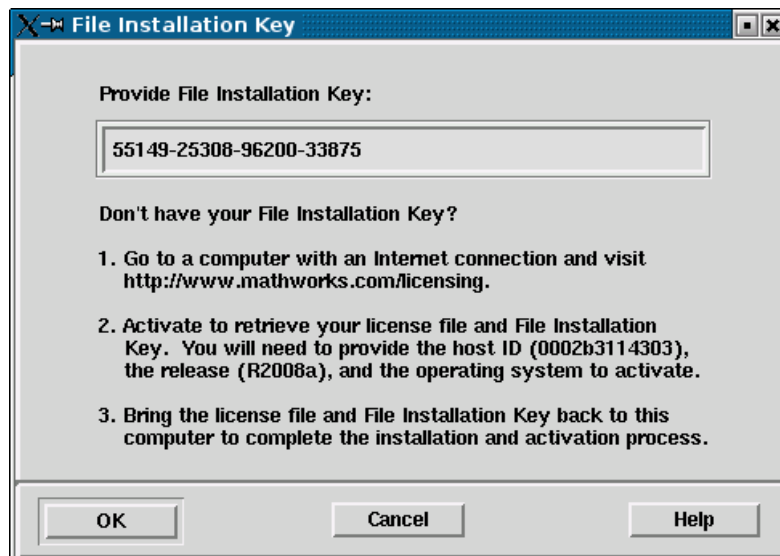 File Installation Key
Provide File Installation Key:
55149-25308-96200-33875
Don't have your File Installation Key?
1. Go to a computer with an Internet connection and visit
http://www.mathworks.com/licensing.
2. Activate to retrieve your license file and File Installation
Key. You will need to provide the host ID (0002b3114303),
the release (R2008a), and the operating system to activate.
3. Bring the license file and File Installation Key back to this
computer to complete the installation and activation process.
OK Cancel Help